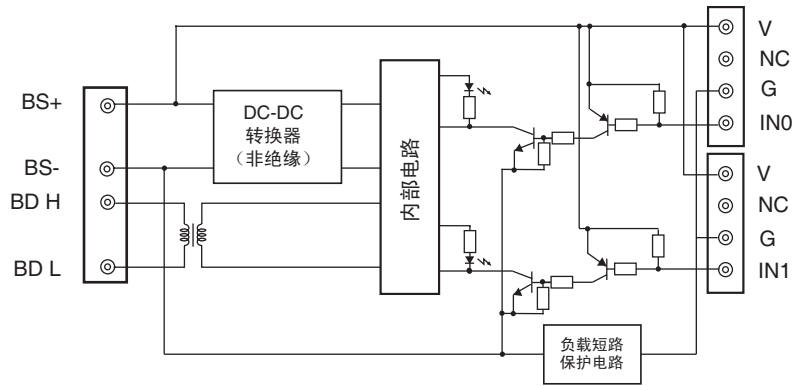 BS+
BS-
BD H
BD L
DC-DC
转换器
（非绝缘）
内部电路
V
NC
G
IN0
V
NC
G
IN1
负载短路
保护电路